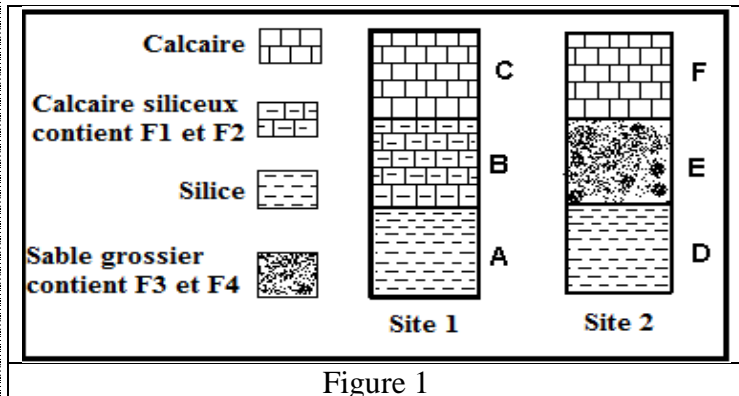 Calcaire
Calcaire siliceux
contient F1 et F2
Silice
Sable grossier
contient F3 et F4
C
B
A
Site 1
F
E
D
Site 2
Figure 1